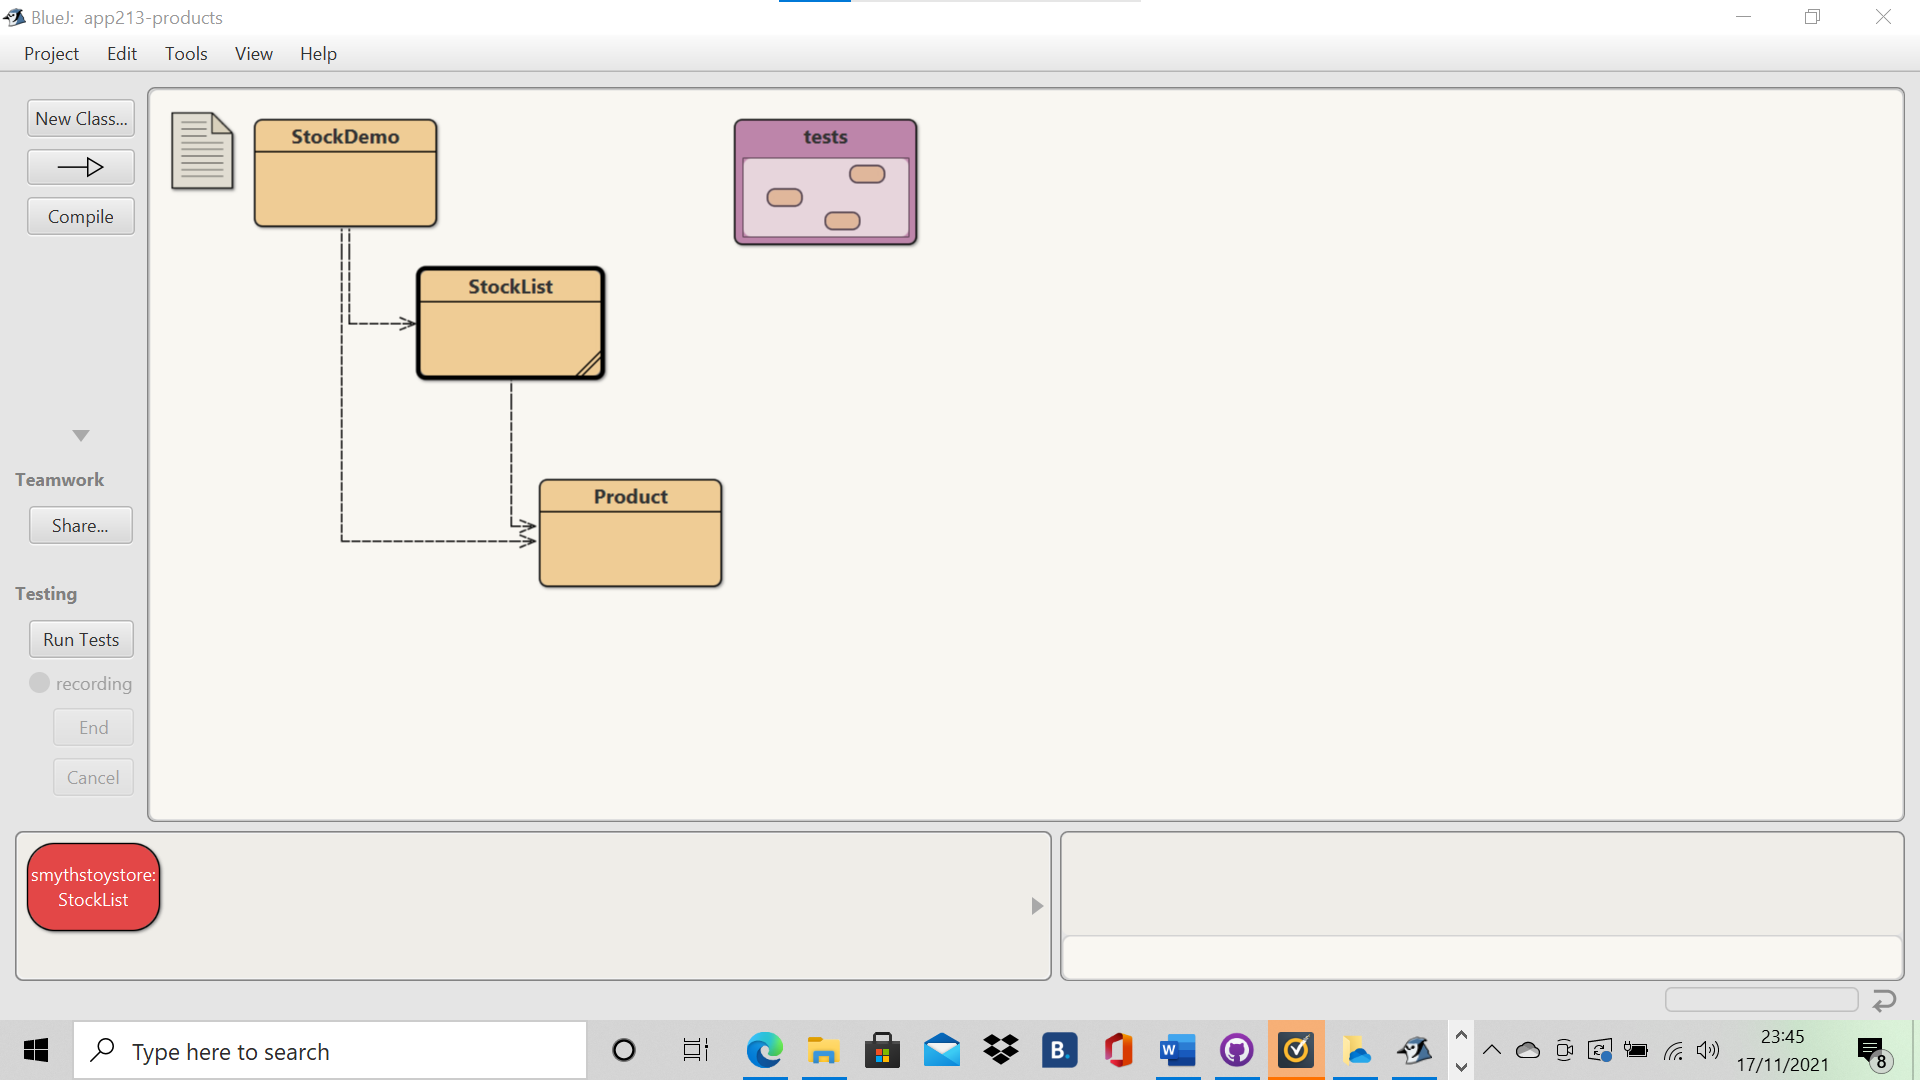 BlueJ: app213-products
Project Edit Tools View Help
New Class...
Compile
Teamwork
Share...
Testing
Run Tests
recording
End
Cancel
StockDemo
tests
StockList
Product
smythstoystore:
StockList
Type here to search
B.
W
23:45
17/11/2021
8